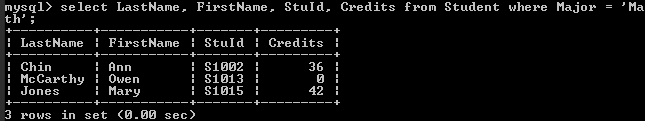 mysql> select LastName, FirstName, StuId, Credits from Student where Major = 'Ma
th';
+----------+-----------+-------+---------+
| LastName | FirstName | StuId | Credits |
+----------+-----------+-------+---------+
| Chin     | Ann       | S1002 |      36 |
| McCarthy | Owen      | S1013 |       0 |
| Jones    | Mary      | S1015 |      42 |
+----------+-----------+-------+---------+
3 rows in set (0.00 sec)